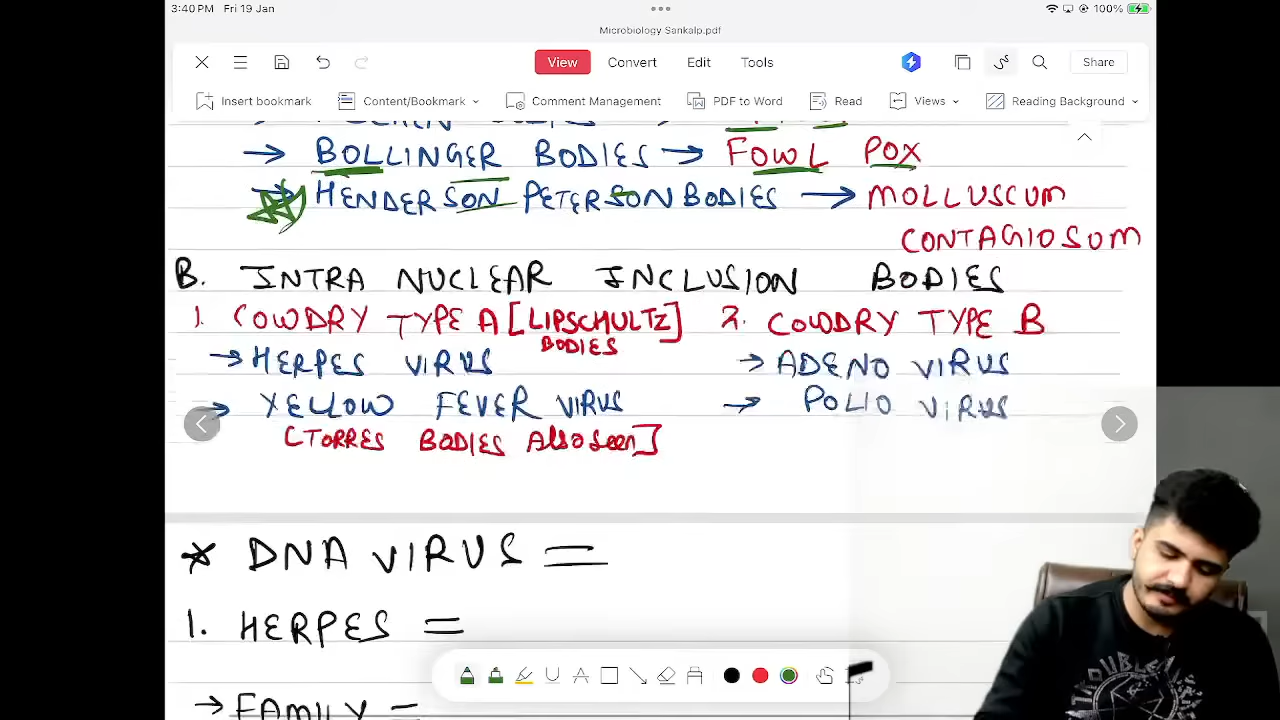 3:40 PM Fri 19 Jan
100%
Microbiology Sankalp.pdf
View Convert Edit Tools Share
Insert bookmark Content/Bookmark Comment Management PDF to Word Read Views Reading Background
→ BOLLINGER BODIES → FOWL POX
→ HENDERSON PETERSON BODIES → MOLLUSCUM
CONTAGIOSOM
B. INTRA NUCLEAR INCLUSION BODIES
1. COWDRY TYPE A [LIPSCHULTZ] 2. COWDRY TYPE B
BODIES
→ HERPES VIRUS → ADENO VIRUS
→ YELLOW FEVER VIRUS → POLIO VIRUS
[TORRES BODIES Also seen]
* DNA VIRUS =
1. HERPES =
→ FAMILY =